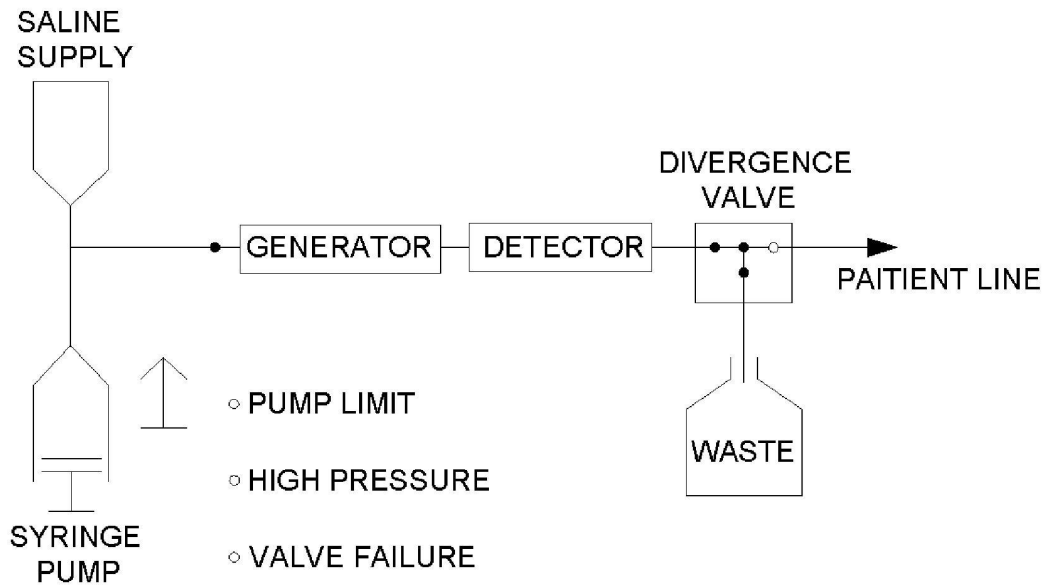 SALINE
SUPPLY
GENERATOR
DETECTOR
DIVERGENCE
VALVE
PAITIENT LINE
PUMP LIMIT
HIGH PRESSURE
VALVE FAILURE
WASTE
SYRINGE
PUMP